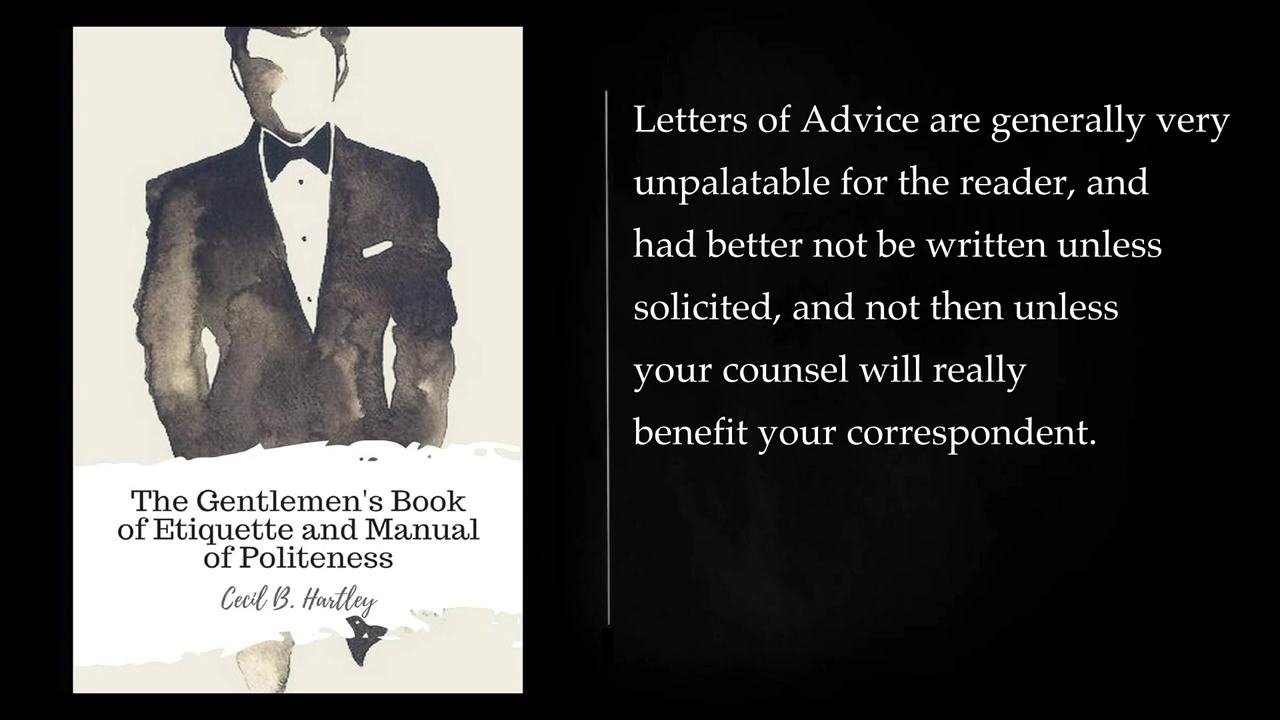 The Gentlemen's Book
of Etiquette and Manual
of Politeness
Cecil B. Hartley
Letters of Advice are generally very
unpalatable for the reader, and
had better not be written unless
solicited, and not then unless
your counsel will really
benefit your correspondent.